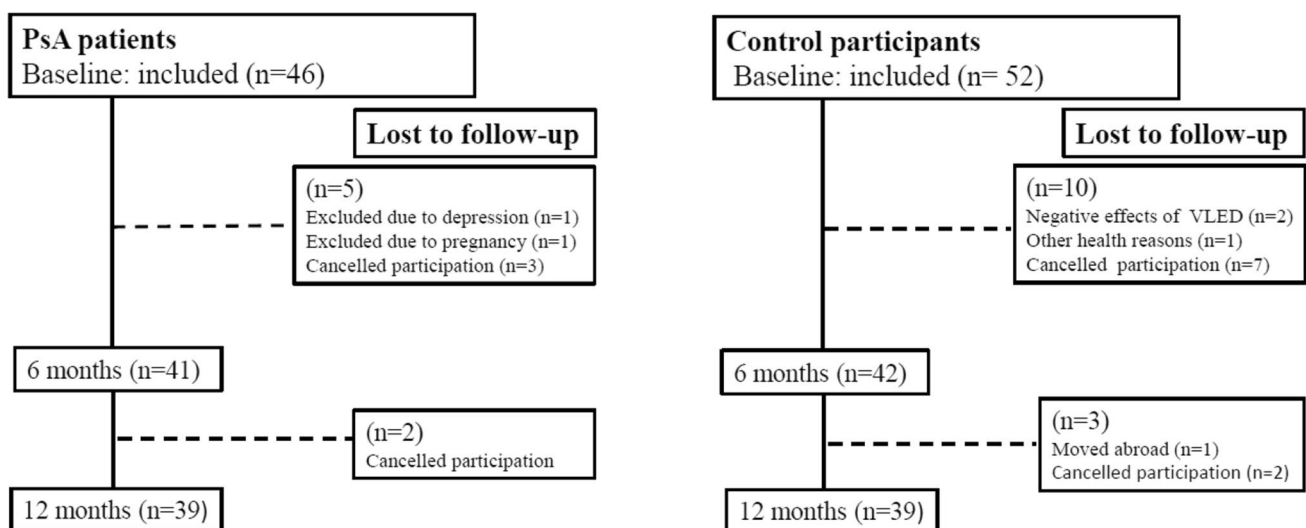 PsA patients
Baseline: included (n=46)
Lost to follow-up
(n=5)
Excluded due to depression (n=1)
Excluded due to pregnancy (n=1)
Cancelled participation (n=3)
6 months (n=41)
(n=2)
Cancelled participation
12 months (n=39)
Control participants
Baseline: included (n= 52)
Lost to follow-up
(n=10)
Negative effects of VLED (n=2)
Other health reasons (n=1)
Cancelled participation (n=7)
6 months (n=42)
(n=3)
Moved abroad (n=1)
Cancelled participation (n=2)
12 months (n=39)